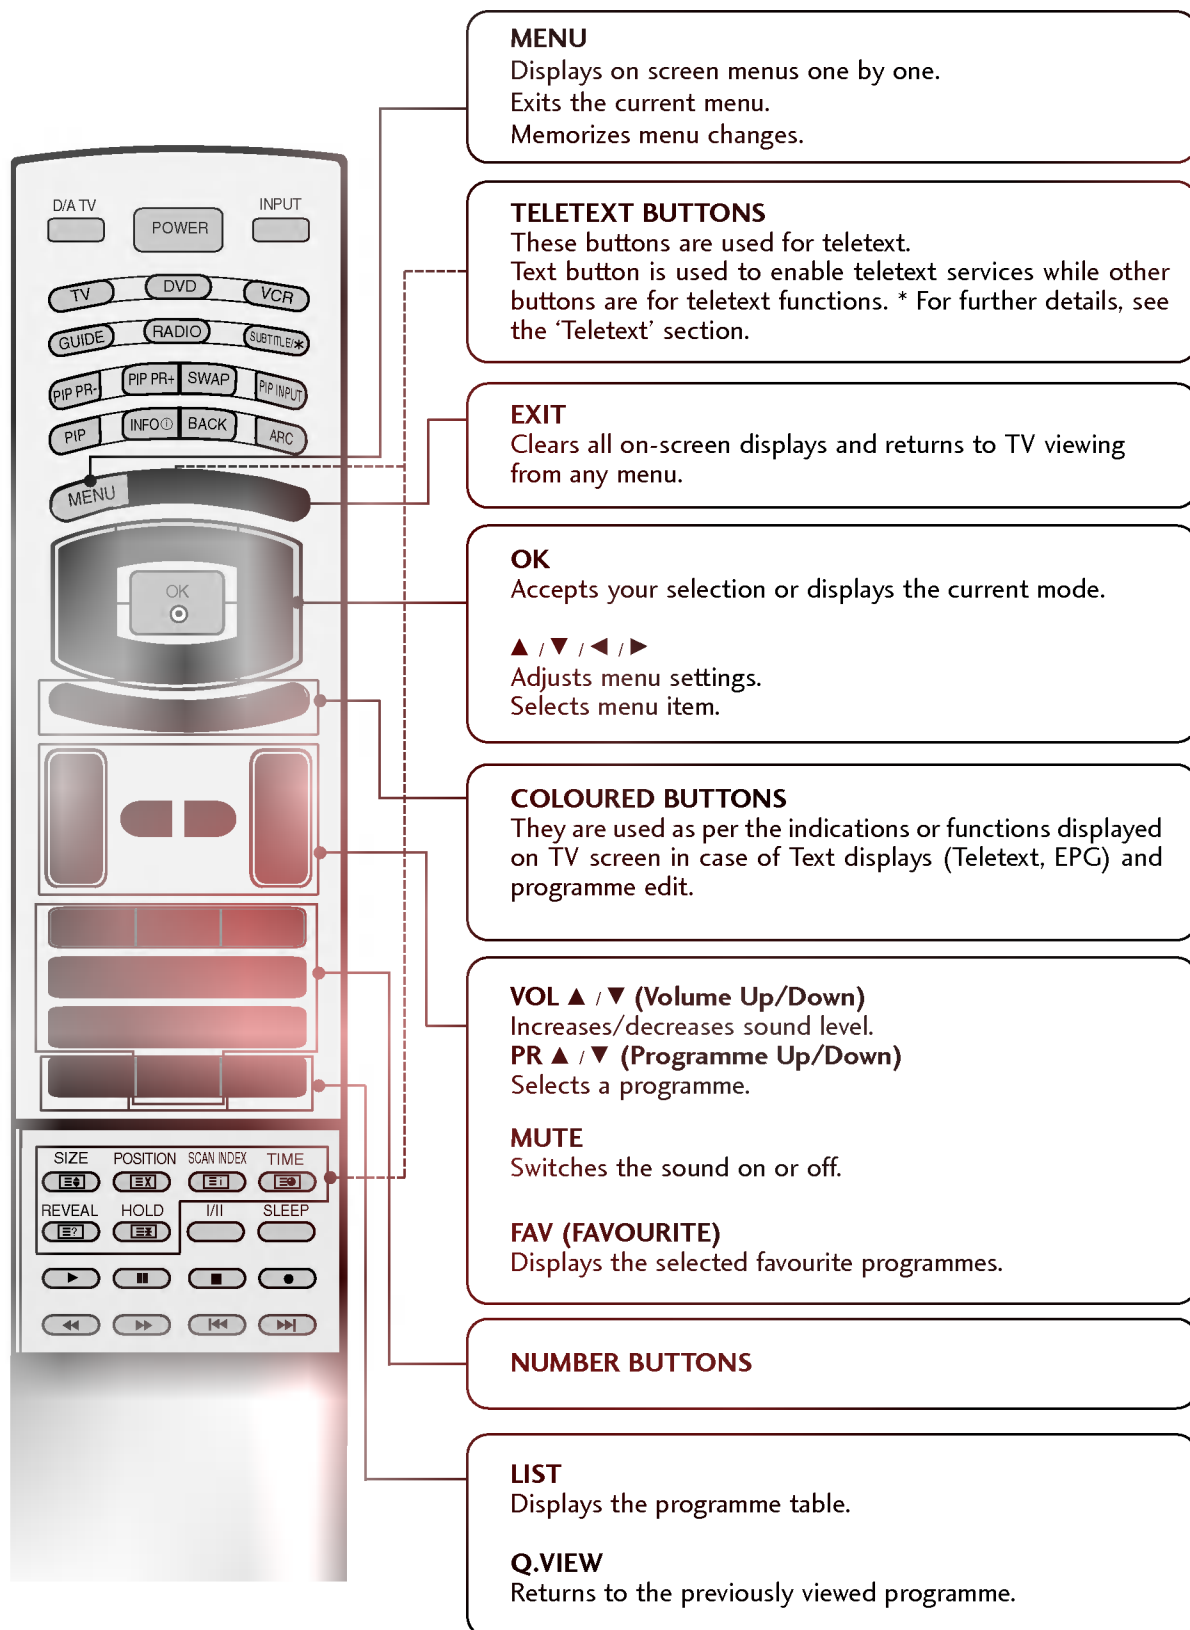 MENU
Displays on screen menus one by one.
Exits the current menu.
Memorizes menu changes.
TELETEXT BUTTONS
These buttons are used for teletext.
Text button is used to enable teletext services while other
buttons are for teletext functions. * For further details, see
the ‘Teletext’ section.
EXIT
Clears all on-screen displays and returns to TV viewing
from any menu.
OK
Accepts your selection or displays the current mode.
▲ / ▼ / ◄ / ►
Adjusts menu settings.
Selects menu item.
COLOURED BUTTONS
They are used as per the indications or functions displayed
on TV screen in case of Text displays (Teletext, EPG) and
programme edit.
VOL ▲ / ▼ (Volume Up/Down)
Increases/decreases sound level.
PR ▲ / ▼ (Programme Up/Down)
Selects a programme.
MUTE
Switches the sound on or off.
FAV (FAVOURITE)
Displays the selected favourite programmes.
NUMBER BUTTONS
LIST
Displays the programme table.
Q.VIEW
Returns to the previously viewed programme.
D/A TV POWER INPUT
TV DVD VCR
GUIDE RADIO SUBTITLE/*
PIP PR- PIP PR+ SWAP PIP INPUT
PIP INFO ⓘ BACK ARC
MENU
OK
SIZE POSITION SCAN INDEX TIME
REVEAL HOLD I/II SLEEP